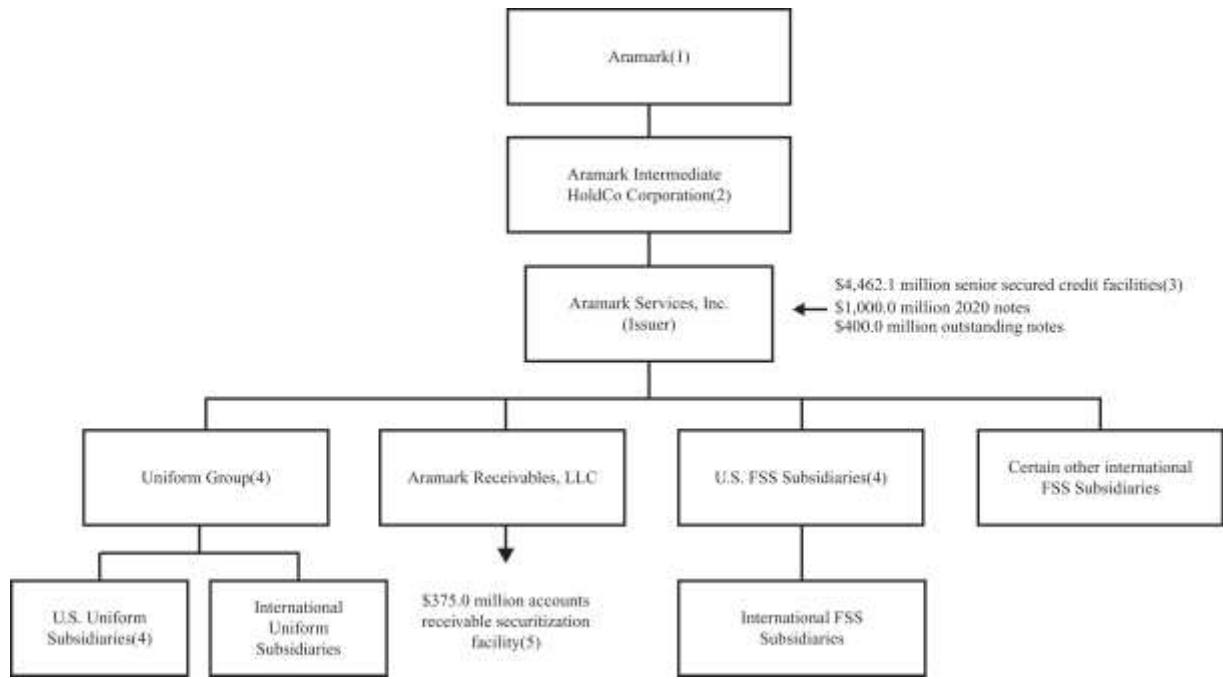 Aramark(1)
Aramark Intermediate
HoldCo Corporation(2)
Aramark Services, Inc.
(Issuer)
$4,462.1 million senior secured credit facilities(3)
$1,000.0 million 2020 notes
$400.0 million outstanding notes
Uniform Group(4)
Aramark Receivables, LLC
U.S. FSS Subsidiaries(4)
Certain other international
FSS Subsidiaries
U.S. Uniform
Subsidiaries(4)
International
Uniform
Subsidiaries
$375.0 million accounts
receivable securitization
facility(5)
International FSS
Subsidiaries